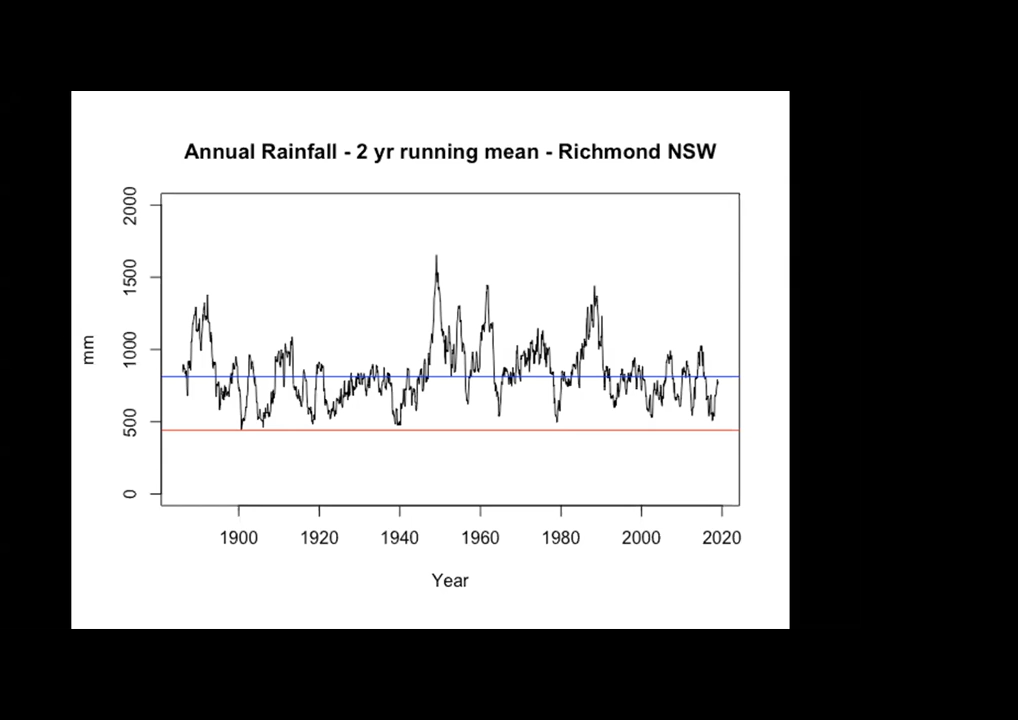 Annual Rainfall - 2 yr running mean - Richmond NSW
2000
1500
1000
500
0
mm
1900 1920 1940 1960 1980 2000 2020
Year